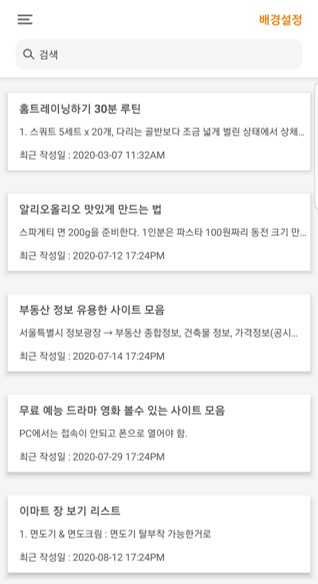 배경설정
검색
홈트레이닝하기 30분 루틴
1. 스쿼트 5세트 x 20개, 다리는 골반보다 조금 넓게 벌린 상태에서 상체...
최근 작성일 : 2020-03-07 11:32AM
알리오올리오 맛있게 만드는 법
스파게티 면 200g을 준비한다. 1인분은 파스타 100원짜리 동전 크기 만...
최근 작성일 : 2020-07-12 17:24PM
부동산 정보 유용한 사이트 모음
서울특별시 정보광장 → 부동산 종합정보, 건축물 정보, 가격정보(공시...
최근 작성일 : 2020-07-14 17:24PM
무료 예능 드라마 영화 볼수 있는 사이트 모음
PC에서는 접속이 안되고 폰으로 열어야 함.
최근 작성일 : 2020-07-29 17:24PM
이마트 장 보기 리스트
1. 면도기 & 면도크림 : 면도기 탈부착 가능한거로
최근 작성일 : 2020-08-12 17:24PM